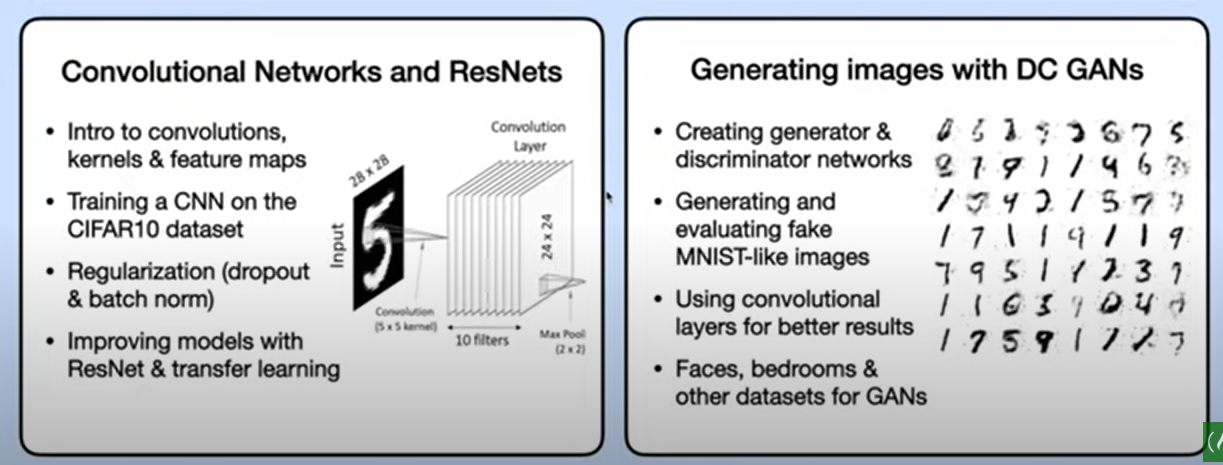 Convolutional Networks and ResNets
• Intro to convolutions,
kernels & feature maps
• Training a CNN on the
CIFAR10 dataset
• Regularization (dropout
& batch norm)
• Improving models with
ResNet & transfer learning
Convolution
Layer
28 x 28
Input
5
24 x 24
Convolution
(5 x 5 kernel)
10 filters
Max Pool
(2 x 2)
Generating images with DC GANs
• Creating generator &
discriminator networks
• Generating and
evaluating fake
MNIST-like images
• Using convolutional
layers for better results
• Faces, bedrooms &
other datasets for GANs